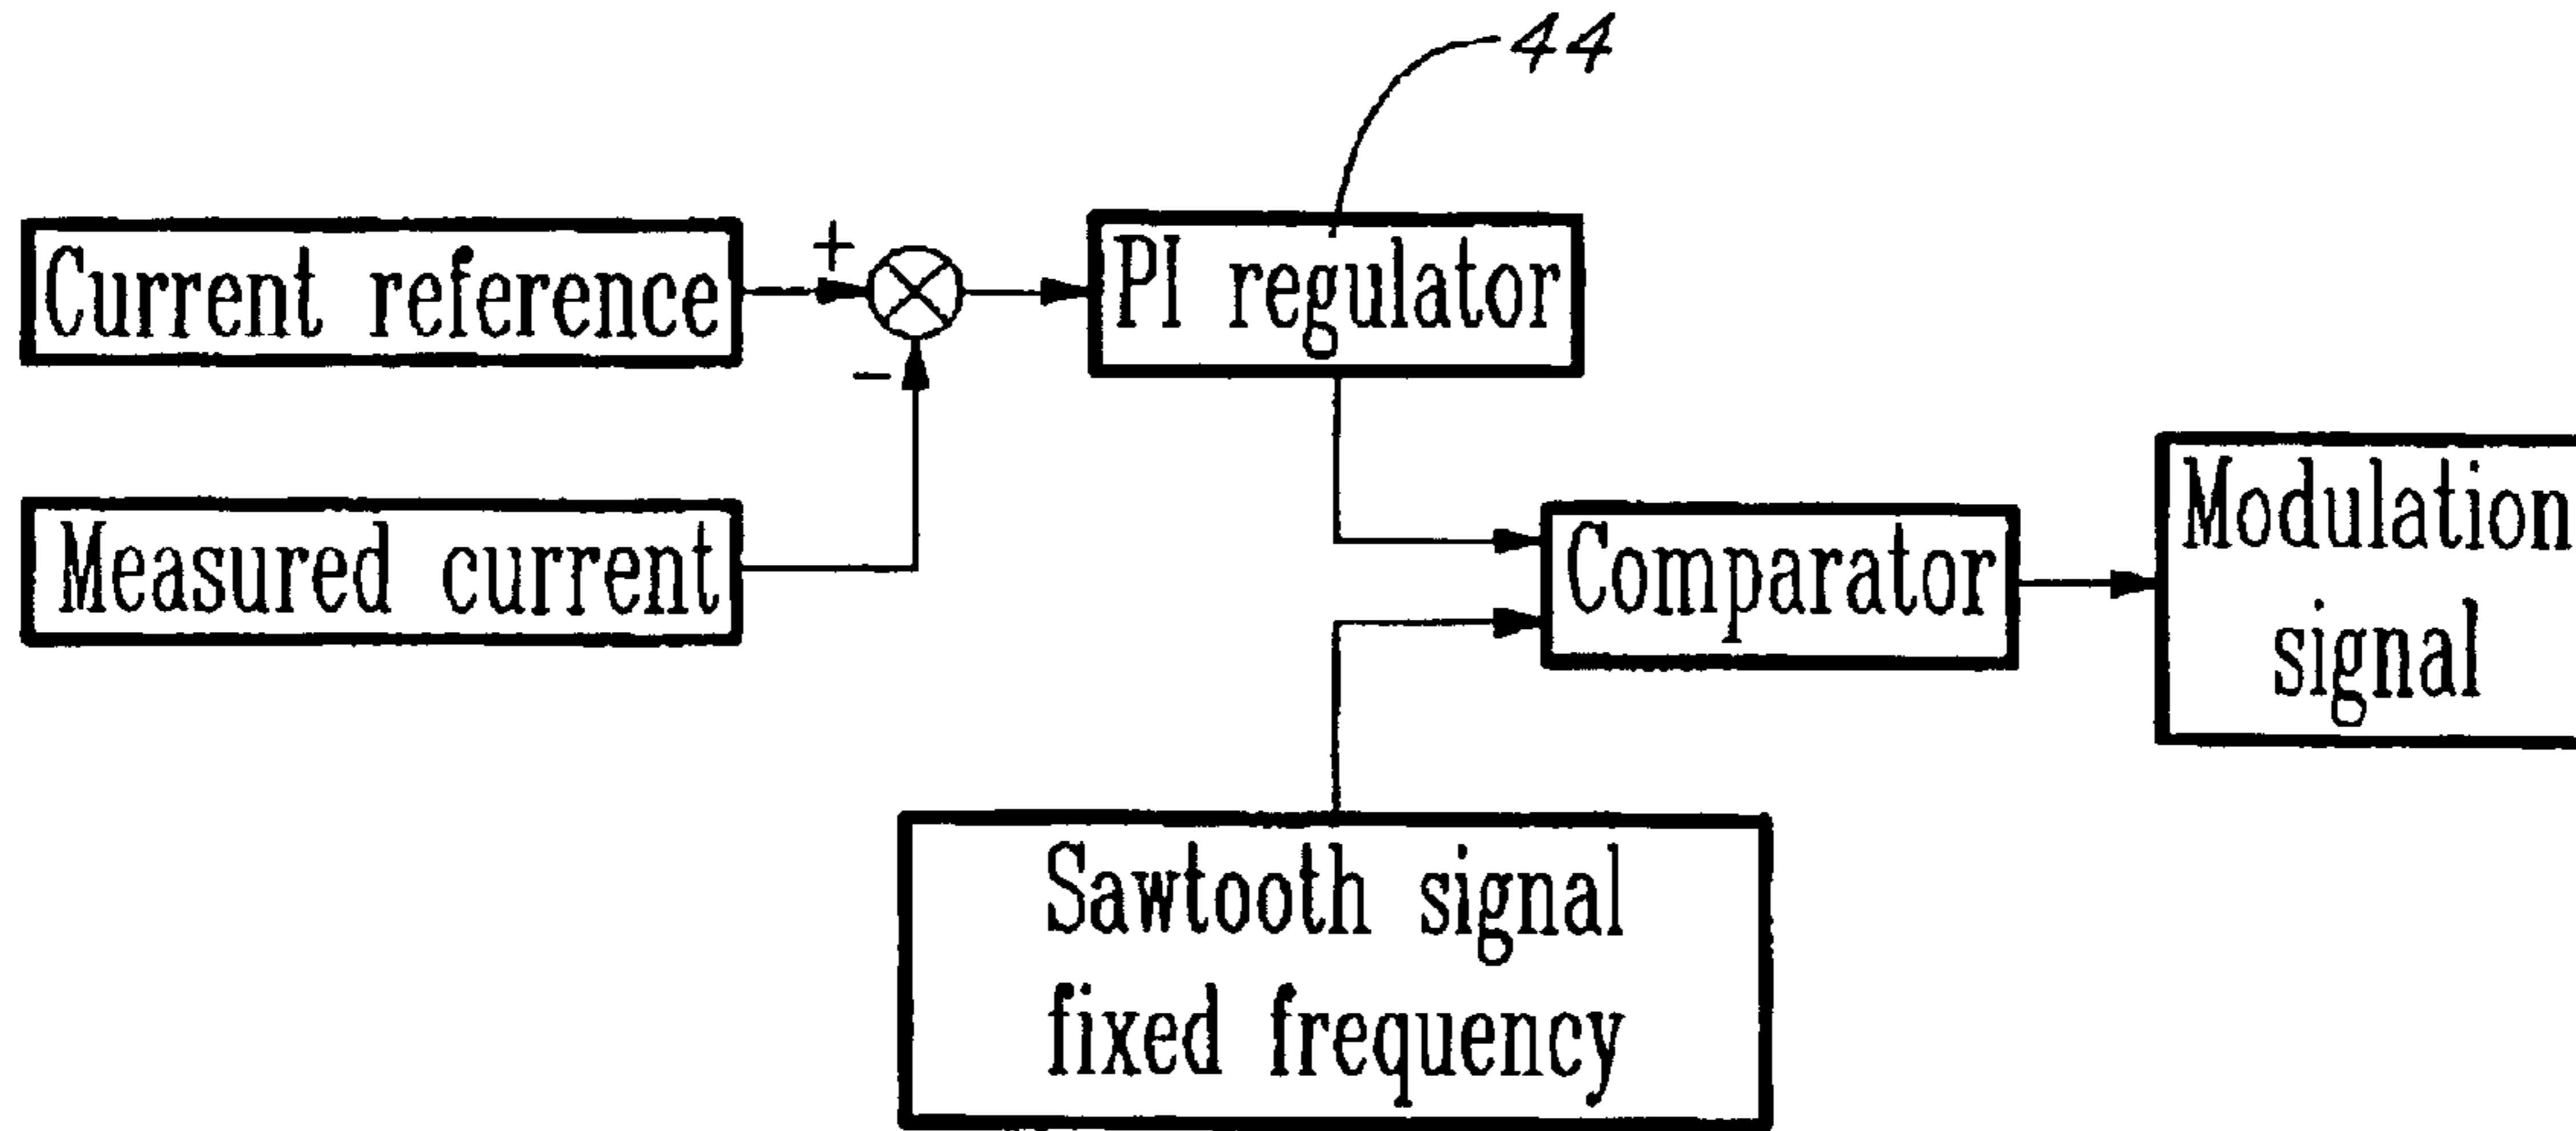 44
Current reference
+
PI regulator
-
Measured current
Comparator
Modulation
signal
Sawtooth signal
fixed frequency